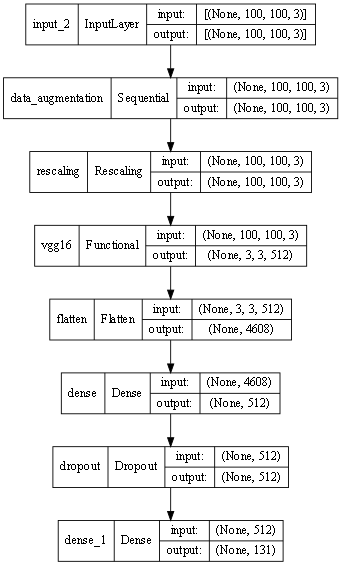 input_2 InputLayer input: [(None, 100, 100, 3)]
output: [(None, 100, 100, 3)]
data_augmentation Sequential input: (None, 100, 100, 3)
output: (None, 100, 100, 3)
rescaling Rescaling input: (None, 100, 100, 3)
output: (None, 100, 100, 3)
vgg16 Functional input: (None, 100, 100, 3)
output: (None, 3, 3, 512)
flatten Flatten input: (None, 3, 3, 512)
output: (None, 4608)
dense Dense input: (None, 4608)
output: (None, 512)
dropout Dropout input: (None, 512)
output: (None, 512)
dense_1 Dense input: (None, 512)
output: (None, 131)